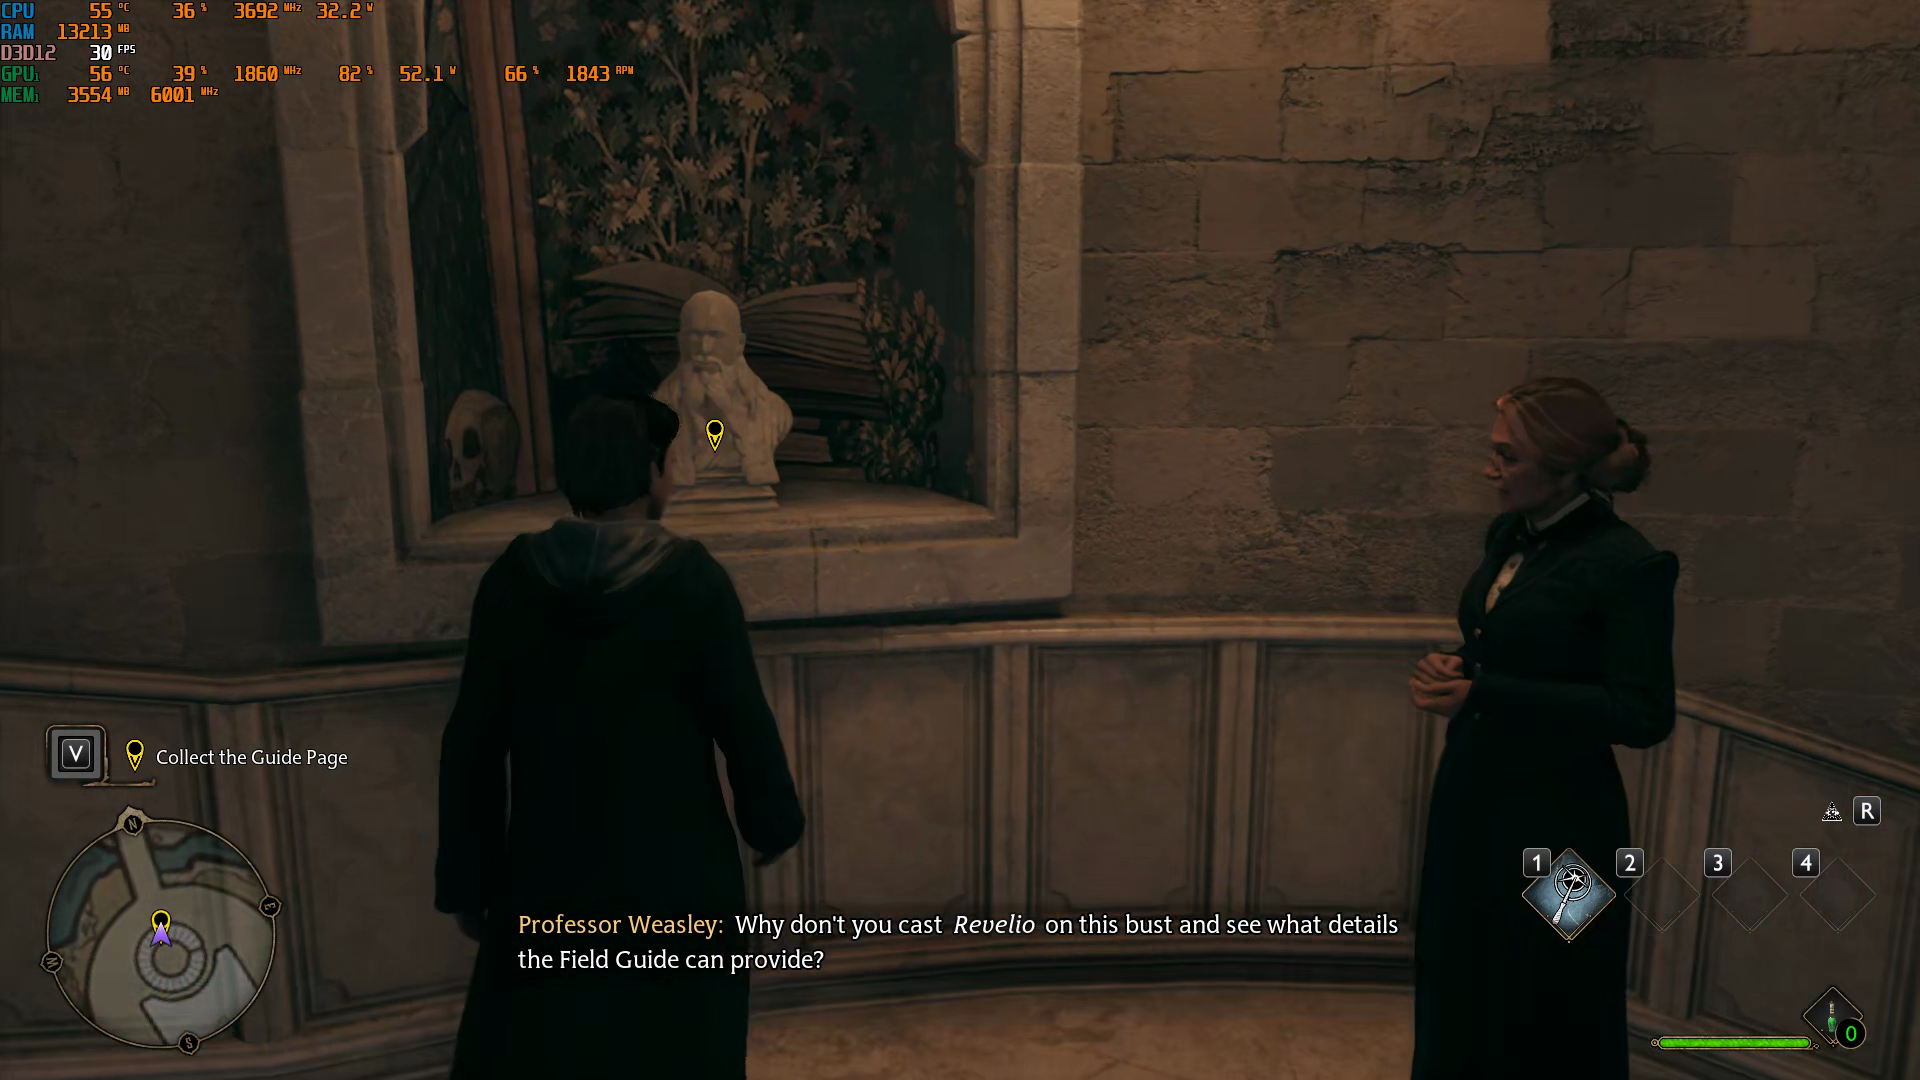 CPU 55 °C 36 % 3692 MHz 32.2 W
RAM 13213 MB
D3D12 30 FPS
GPU1 56 °C 39 % 1860 MHz 82 % 52.1 W 66 % 1843 RPM
MEM1 3554 MB 6001 MHz
V Collect the Guide Page
N
E
W
S
R
1 2 3 4
Professor Weasley: Why don't you cast Revelio on this bust and see what details
the Field Guide can provide?
0